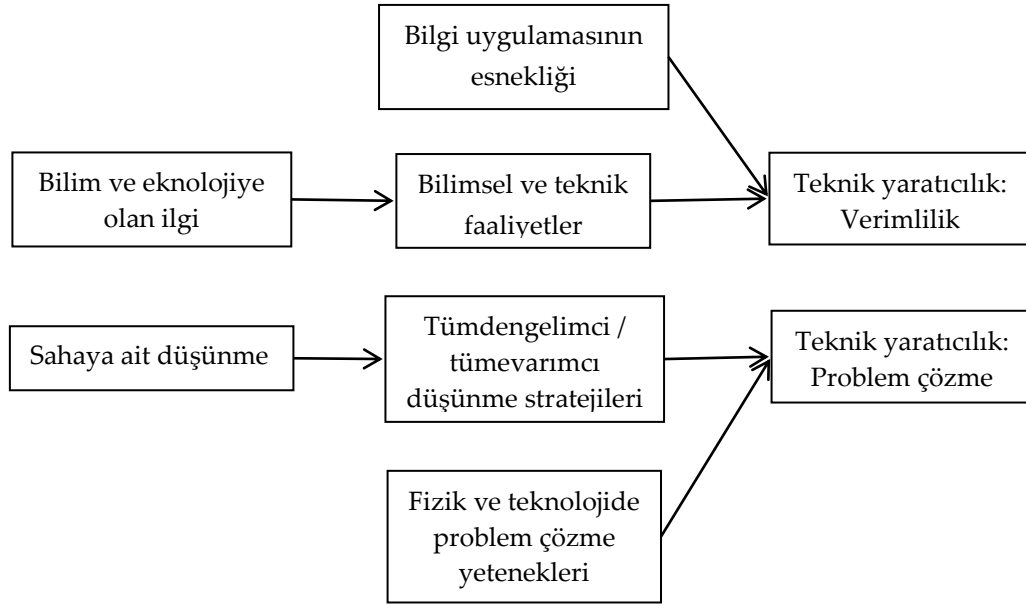 Bilgi uygulamasının
esnekliği
Bilim ve eknolojiye
olan ilgi
Bilimsel ve teknik
faaliyetler
Teknik yaratıcılık:
Verimlilik
Sahaya ait düşünme
Tümdengelimci /
tümevarımcı
düşünme stratejileri
Teknik yaratıcılık:
Problem çözme
Fizik ve teknolojide
problem çözme
yetenekleri